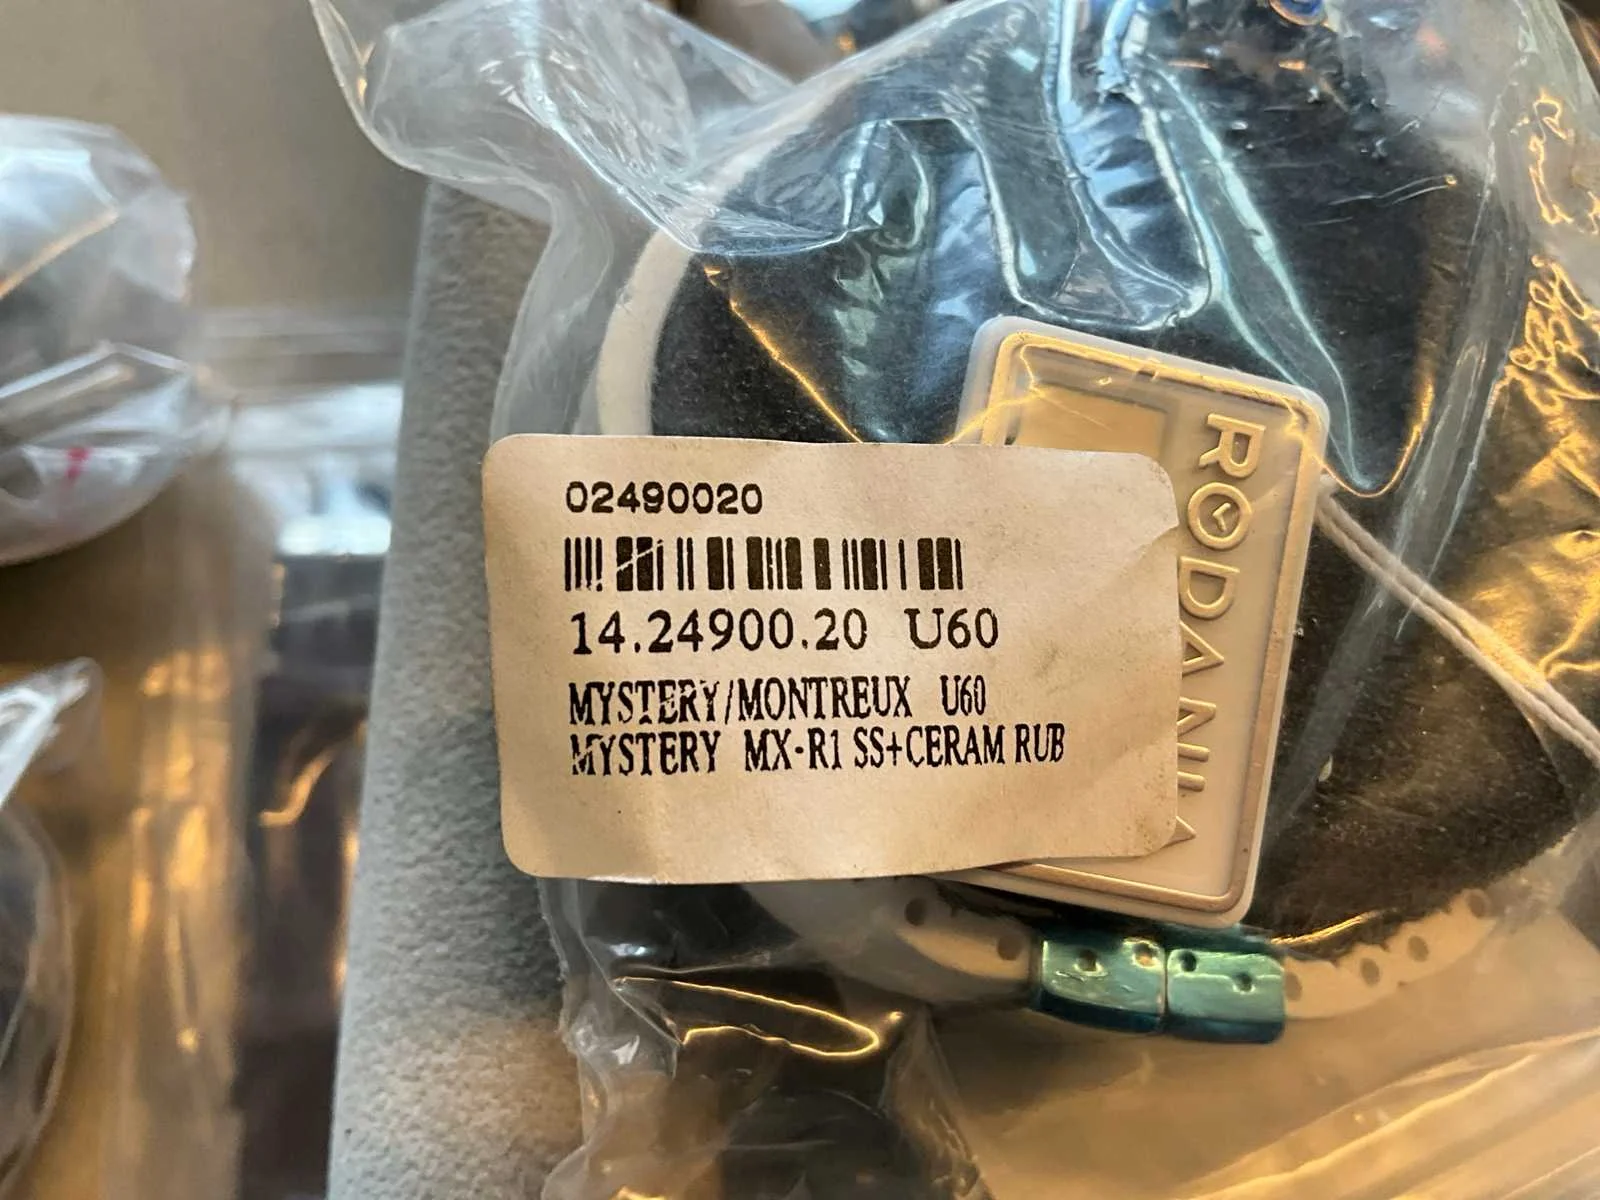 02490020
14.24900.20 U60
MYSTERY/MONTREUX U60
MYSTERY MX-R1 SS+CERAM RUB
RODANIA